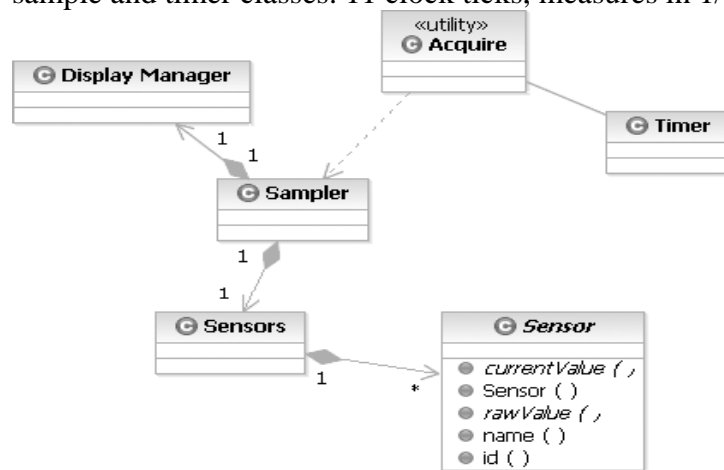 sample and timer classes. 11 clock ticks, measures in 1/
«utility»
Acquire
Display Manager
Timer
1
1
Sampler
1
1
Sensors
Sensor
1
*
currentValue ( ,
Sensor ( )
rawValue ( ,
name ( )
id ( )